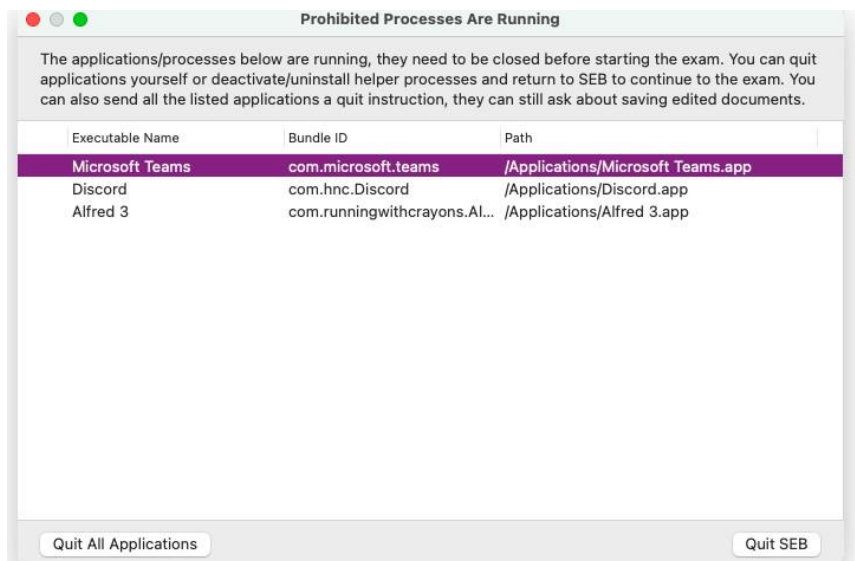 Prohibited Processes Are Running
The applications/processes below are running, they need to be closed before starting the exam. You can quit
applications yourself or deactivate/uninstall helper processes and return to SEB to continue to the exam. You
can also send all the listed applications a quit instruction, they can still ask about saving edited documents.
Executable Name Bundle ID Path
Microsoft Teams com.microsoft.teams /Applications/Microsoft Teams.app
Discord com.hnc.Discord /Applications/Discord.app
Alfred 3 com.runningwithcrayons.Al... /Applications/Alfred 3.app
Quit All Applications Quit SEB